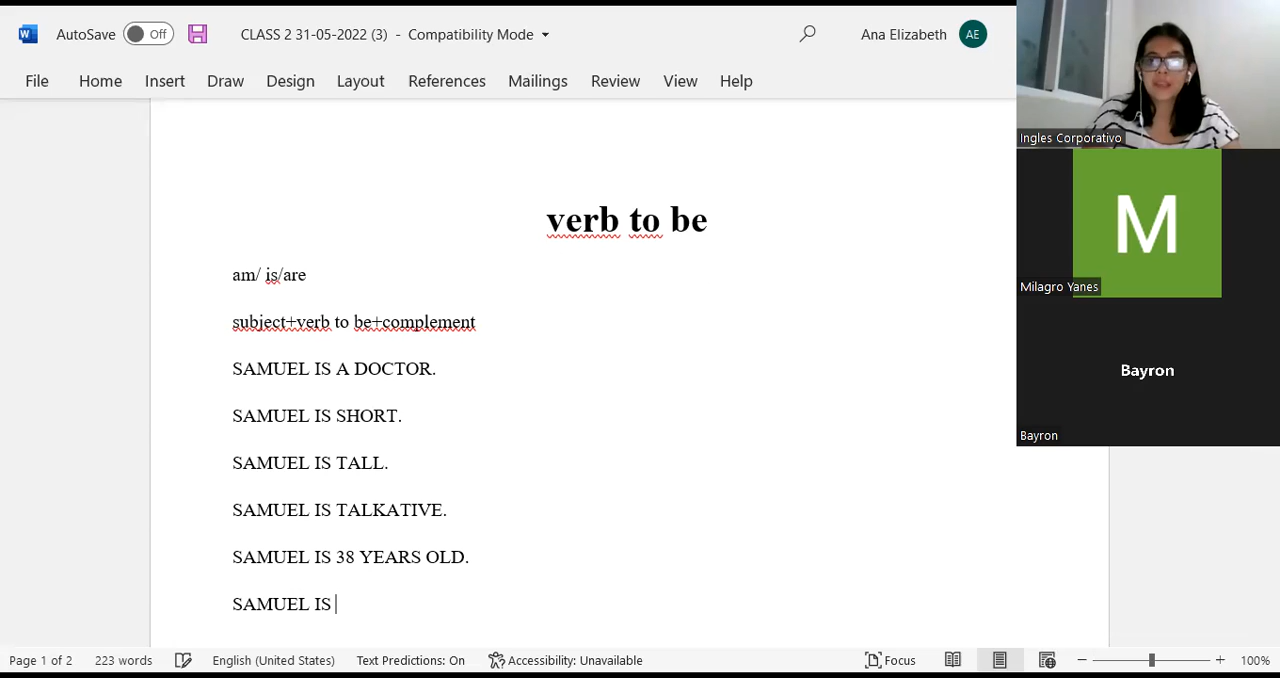 AutoSave Off CLASS 2 31-05-2022 (3) - Compatibility Mode Ana Elizabeth AE
File Home Insert Draw Design Layout References Mailings Review View Help
Ingles Corporativo
M
Milagro Yanes
Bayron
Bayron
verb to be
am/ is/are
subject+verb to be+complement
SAMUEL IS A DOCTOR.
SAMUEL IS SHORT.
SAMUEL IS TALL.
SAMUEL IS TALKATIVE.
SAMUEL IS 38 YEARS OLD.
SAMUEL IS
Page 1 of 2 223 words English (United States) Text Predictions: On Accessibility: Unavailable Focus 100%